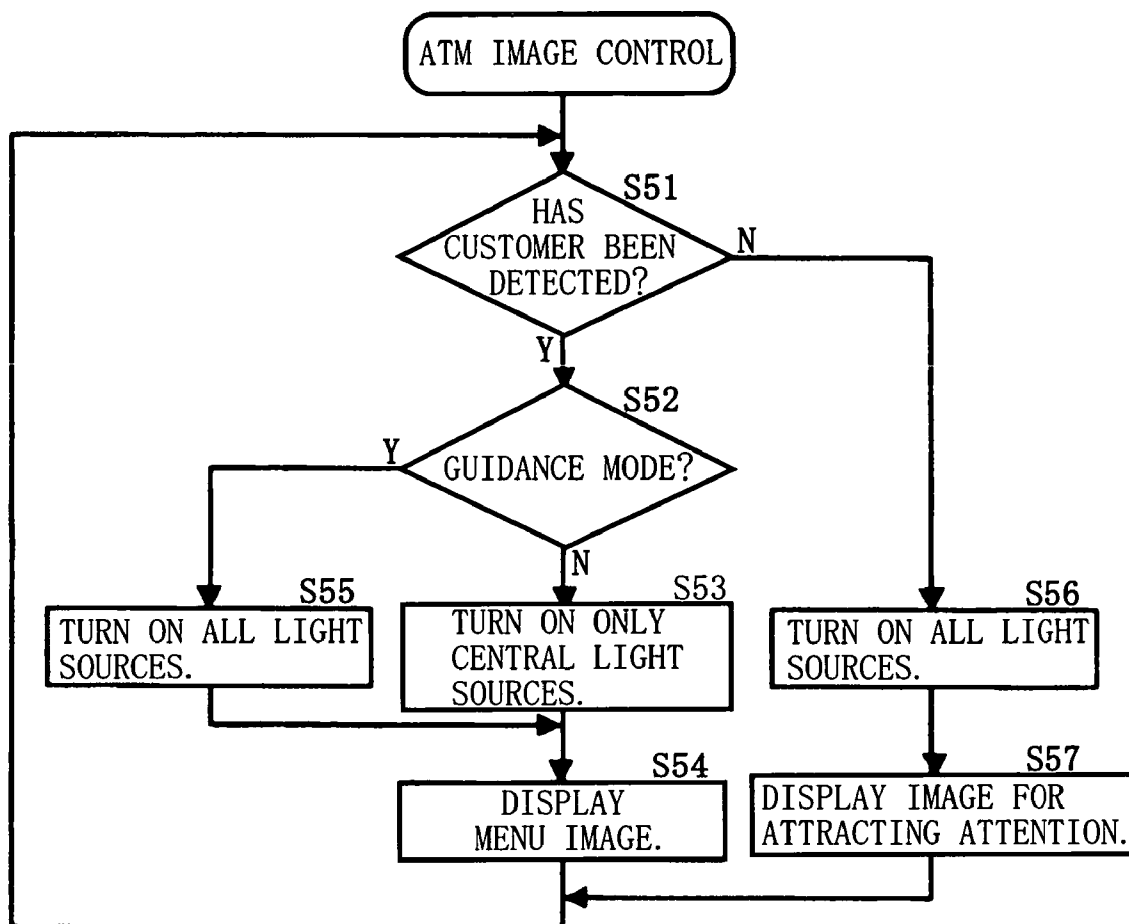 ATM IMAGE CONTROL
S51
HAS
CUSTOMER BEEN
DETECTED?
N
Y
S52
Y
GUIDANCE MODE?
N
S55
TURN ON ALL LIGHT
SOURCES.
S53
TURN ON ONLY
CENTRAL LIGHT
SOURCES.
S56
TURN ON ALL LIGHT
SOURCES.
S54
DISPLAY
MENU IMAGE.
S57
DISPLAY IMAGE FOR
ATTRACTING ATTENTION.